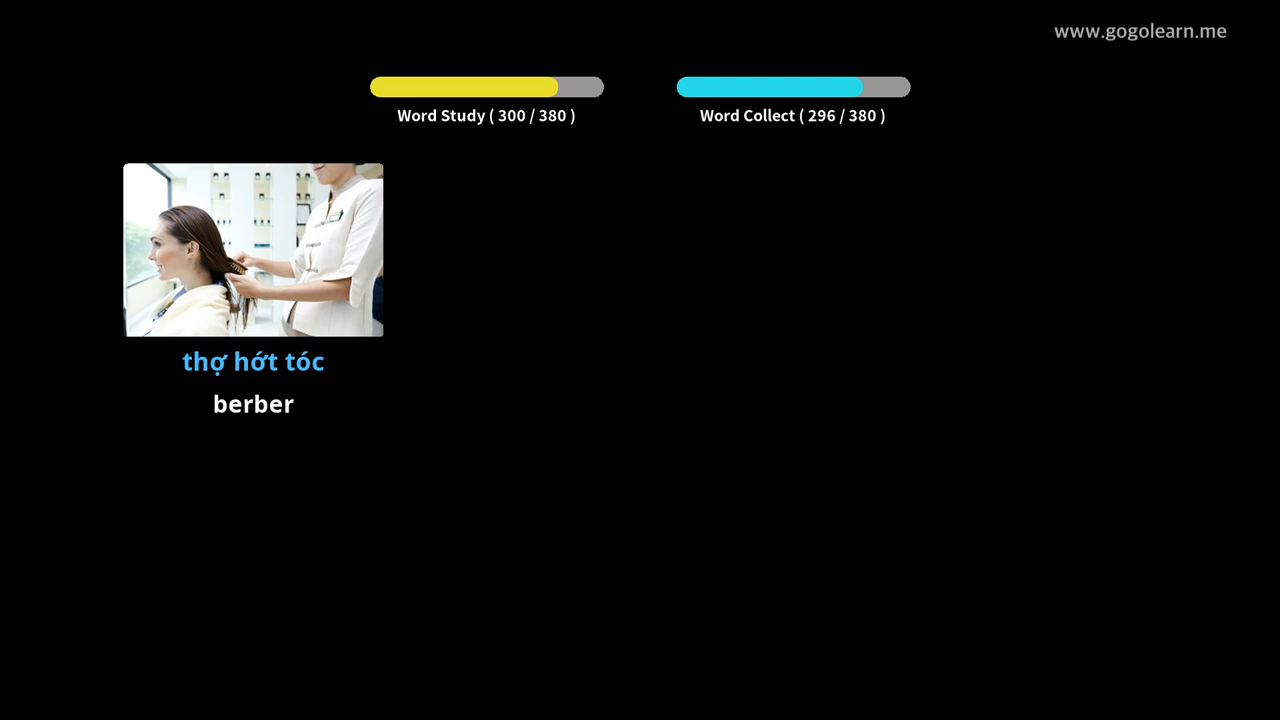 www.gogolearn.me
Word Study ( 300 / 380 )
Word Collect ( 296 / 380 )
thợ hớt tóc
berber